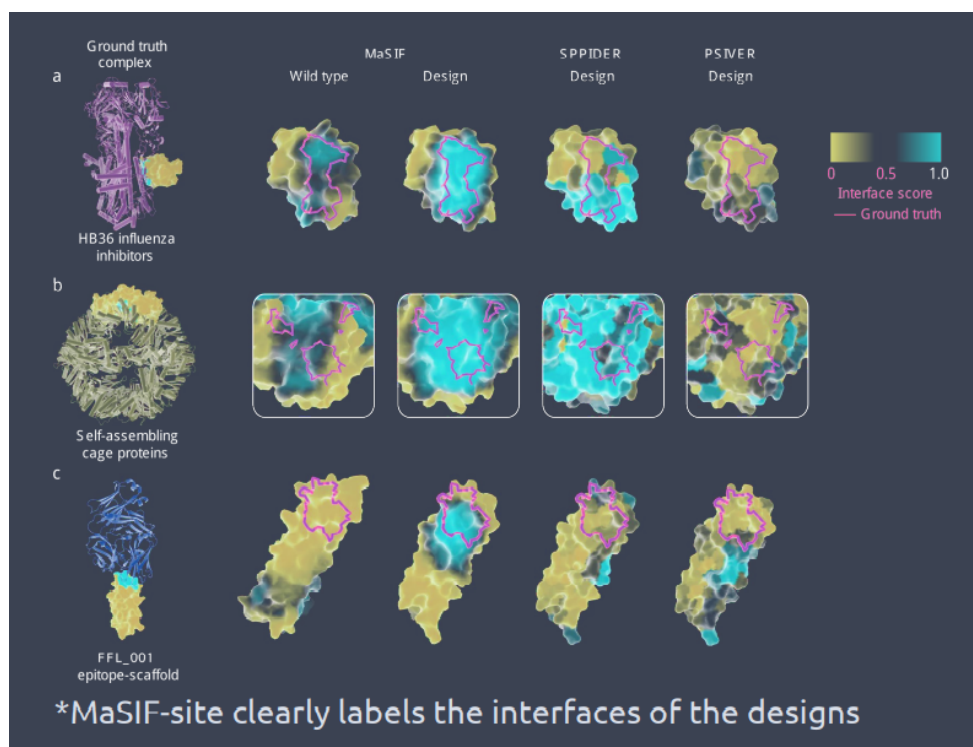 Ground truth
complex
MaSIF
SPPIDER
PSIVER
a
Wild type
Design
Design
Design
0
0.5
1.0
Interface score
Ground truth
HB36 influenza
inhibitors
b
Self-assembling
cage proteins
c
FFL_001
epitope-scaffold
*MaSIF-site clearly labels the interfaces of the designs